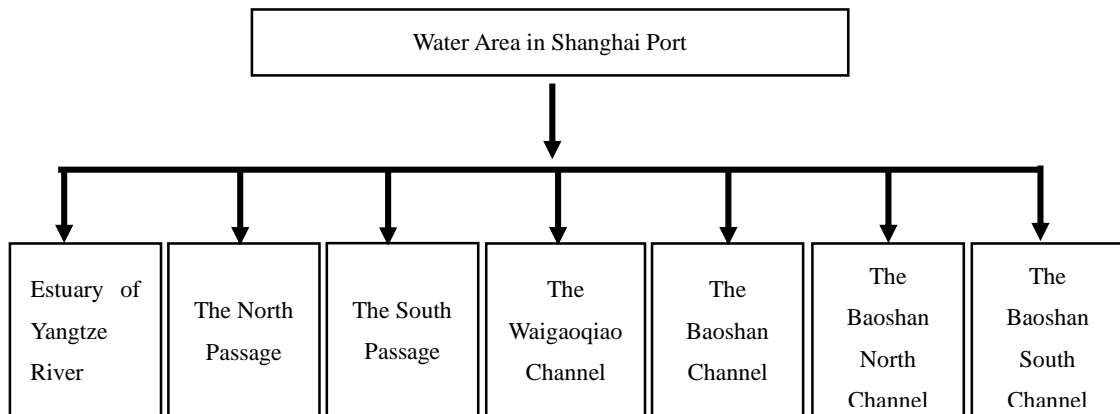 Water Area in Shanghai Port
Estuary of
Yangtze
River
The North
Passage
The South
Passage
The
Waigaoqiao
Channel
The
Baoshan
Channel
The
Baoshan
North
Channel
The
Baoshan
South
Channel